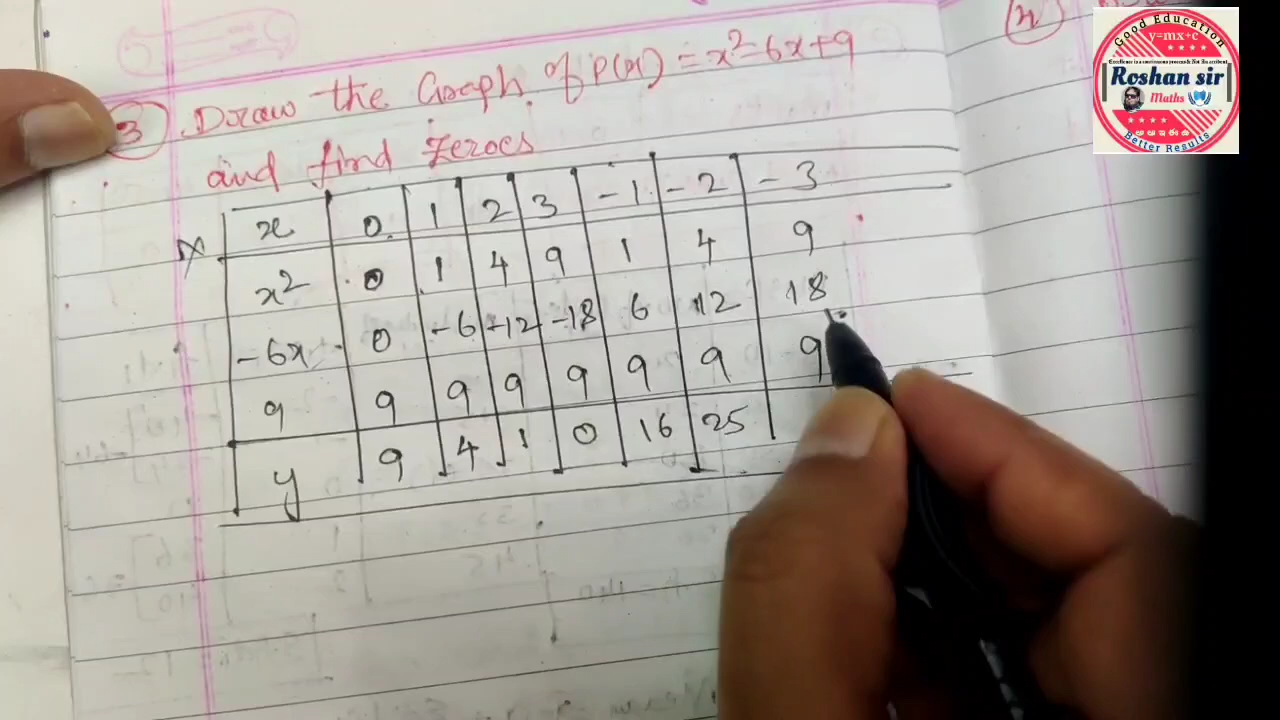 3 Draw the Graph of P(x) = x²-6x+9
and find zeroes
x 0 1 2 3 -1 -2 -3
x² 0 1 4 9 1 4 9
-6x 0 -6 -12 -18 6 12 18
9 9 9 9 9 9 9 9
y 9 4 1 0 16 25
Good Education
y=mx+c
Roshan sir
Maths
Better Results